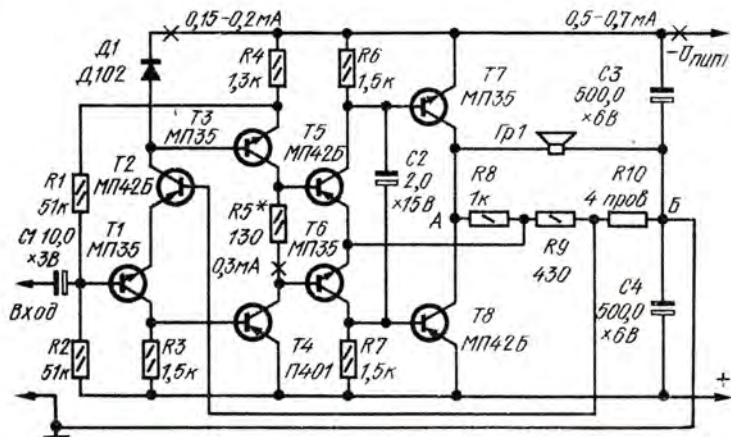 0,15-0,2мА
0,5-0,7мА
-Uпит1
Д1
Д102
R4
1,3к
R6
1,5к
T7
МП35
C3
500,0
×6В
T3
МП35
T5
МП42Б
Гр1
T2
МП42Б
R1
51к
C2
2,0
×15В
R8
1к
R10
4 пров
А
Б
R5*
130
T1
МП35
T6
МП35
R9
430
C1 10,0
×3В
0,3мА
C4
500,0
×6В
Вход
R2
51к
R3
1,5к
T4
П401
R7
1,5к
T8
МП42Б
+